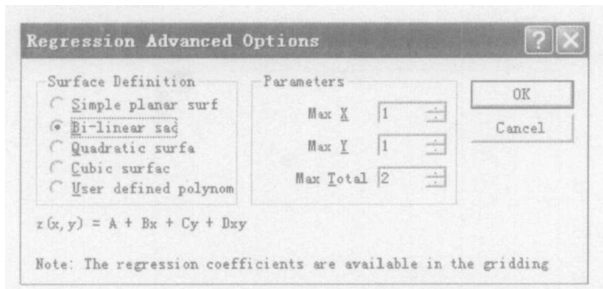 Regression Advanced Options
Surface Definition
Simple planar surf
Bi-linear sad
Quadratic surfa
Cubic surfac
User defined polynom
Parameters
Max X 1
Max Y 1
Max Total 2
OK
Cancel
z(x,y) = A + Bx + Cy + Dxy
Note: The regression coefficients are available in the gridding